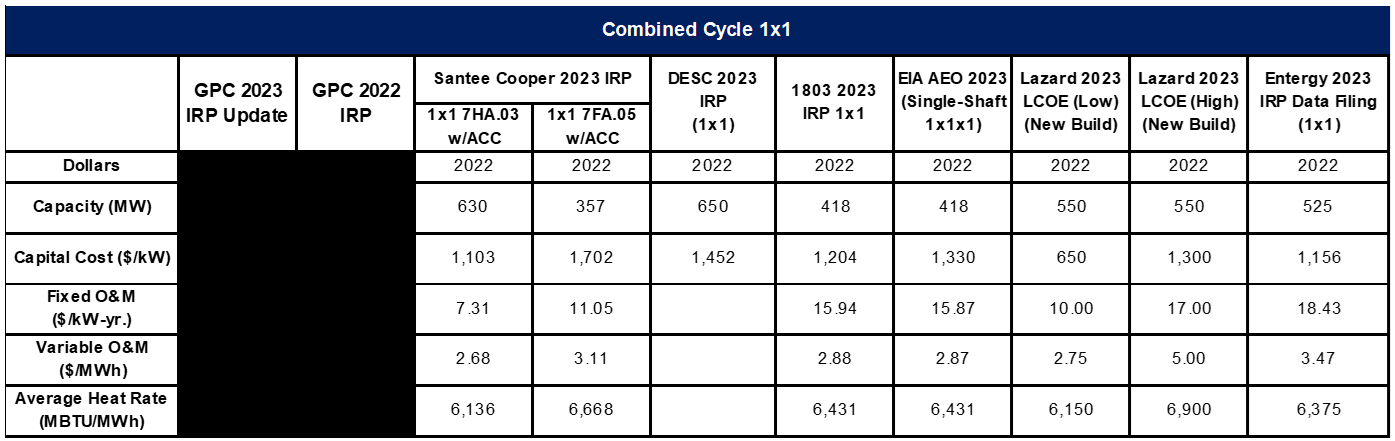 Combined Cycle 1x1
GPC 2023 IRP Update
GPC 2022 IRP
Santee Cooper 2023 IRP
1x1 7HA.03 w/ACC
1x1 7FA.05 w/ACC
DESC 2023 IRP (1x1)
1803 2023 IRP 1x1
EIA AEO 2023 (Single-Shaft 1x1x1)
Lazard 2023 LCOE (Low) (New Build)
Lazard 2023 LCOE (High) (New Build)
Entergy 2023 IRP Data Filing (1x1)
Dollars 2022 2022 2022 2022 2022 2022 2022 2022
Capacity (MW) 630 357 650 418 418 550 550 525
Capital Cost ($/kW) 1,103 1,702 1,452 1,204 1,330 650 1,300 1,156
Fixed O&M ($/kW-yr.) 7.31 11.05 15.94 15.87 10.00 17.00 18.43
Variable O&M ($/MWh) 2.68 3.11 2.88 2.87 2.75 5.00 3.47
Average Heat Rate (MBTU/MWh) 6,136 6,668 6,431 6,431 6,150 6,900 6,375